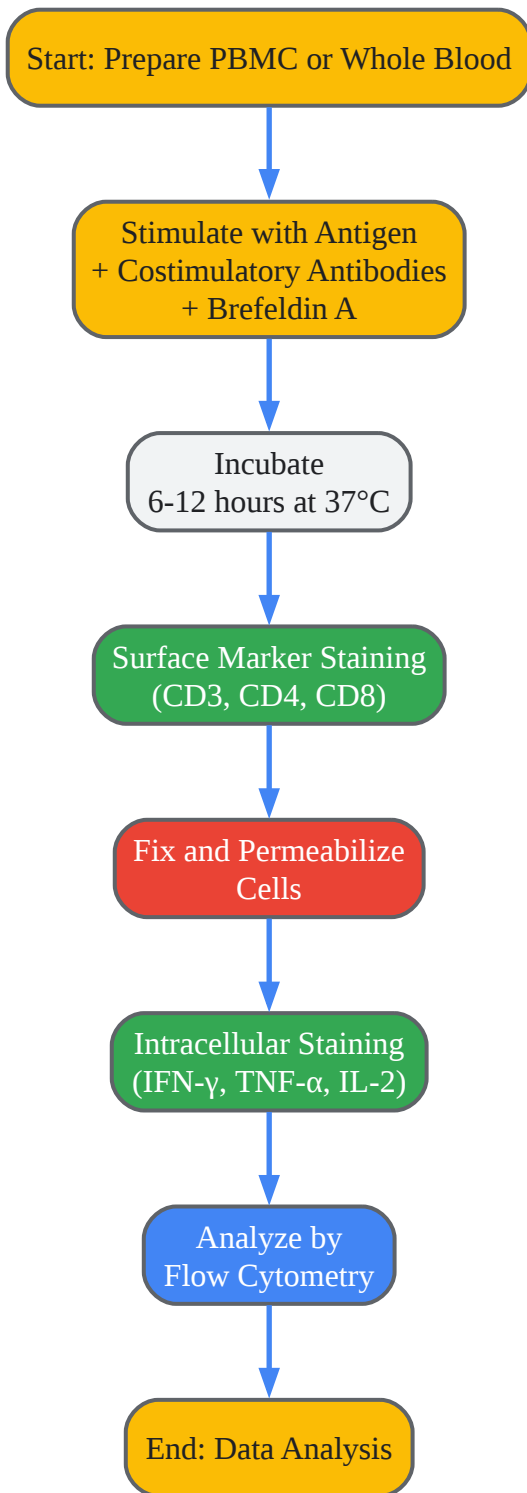 Start: Prepare PBMC or Whole Blood
Stimulate with Antigen
+ Costimulatory Antibodies
+ Brefeldin A
Incubate
6-12 hours at 37°C
Surface Marker Staining
(CD3, CD4, CD8)
Fix and Permeabilize
Cells
Intracellular Staining
(IFN-γ, TNF-α, IL-2)
Analyze by
Flow Cytometry
End: Data Analysis